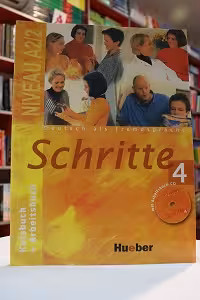 NIVEAU A2/2
Deutsch als Fremdsprache
Schritte
4
Kursbuch
+ Arbeitsbuch
Hueber